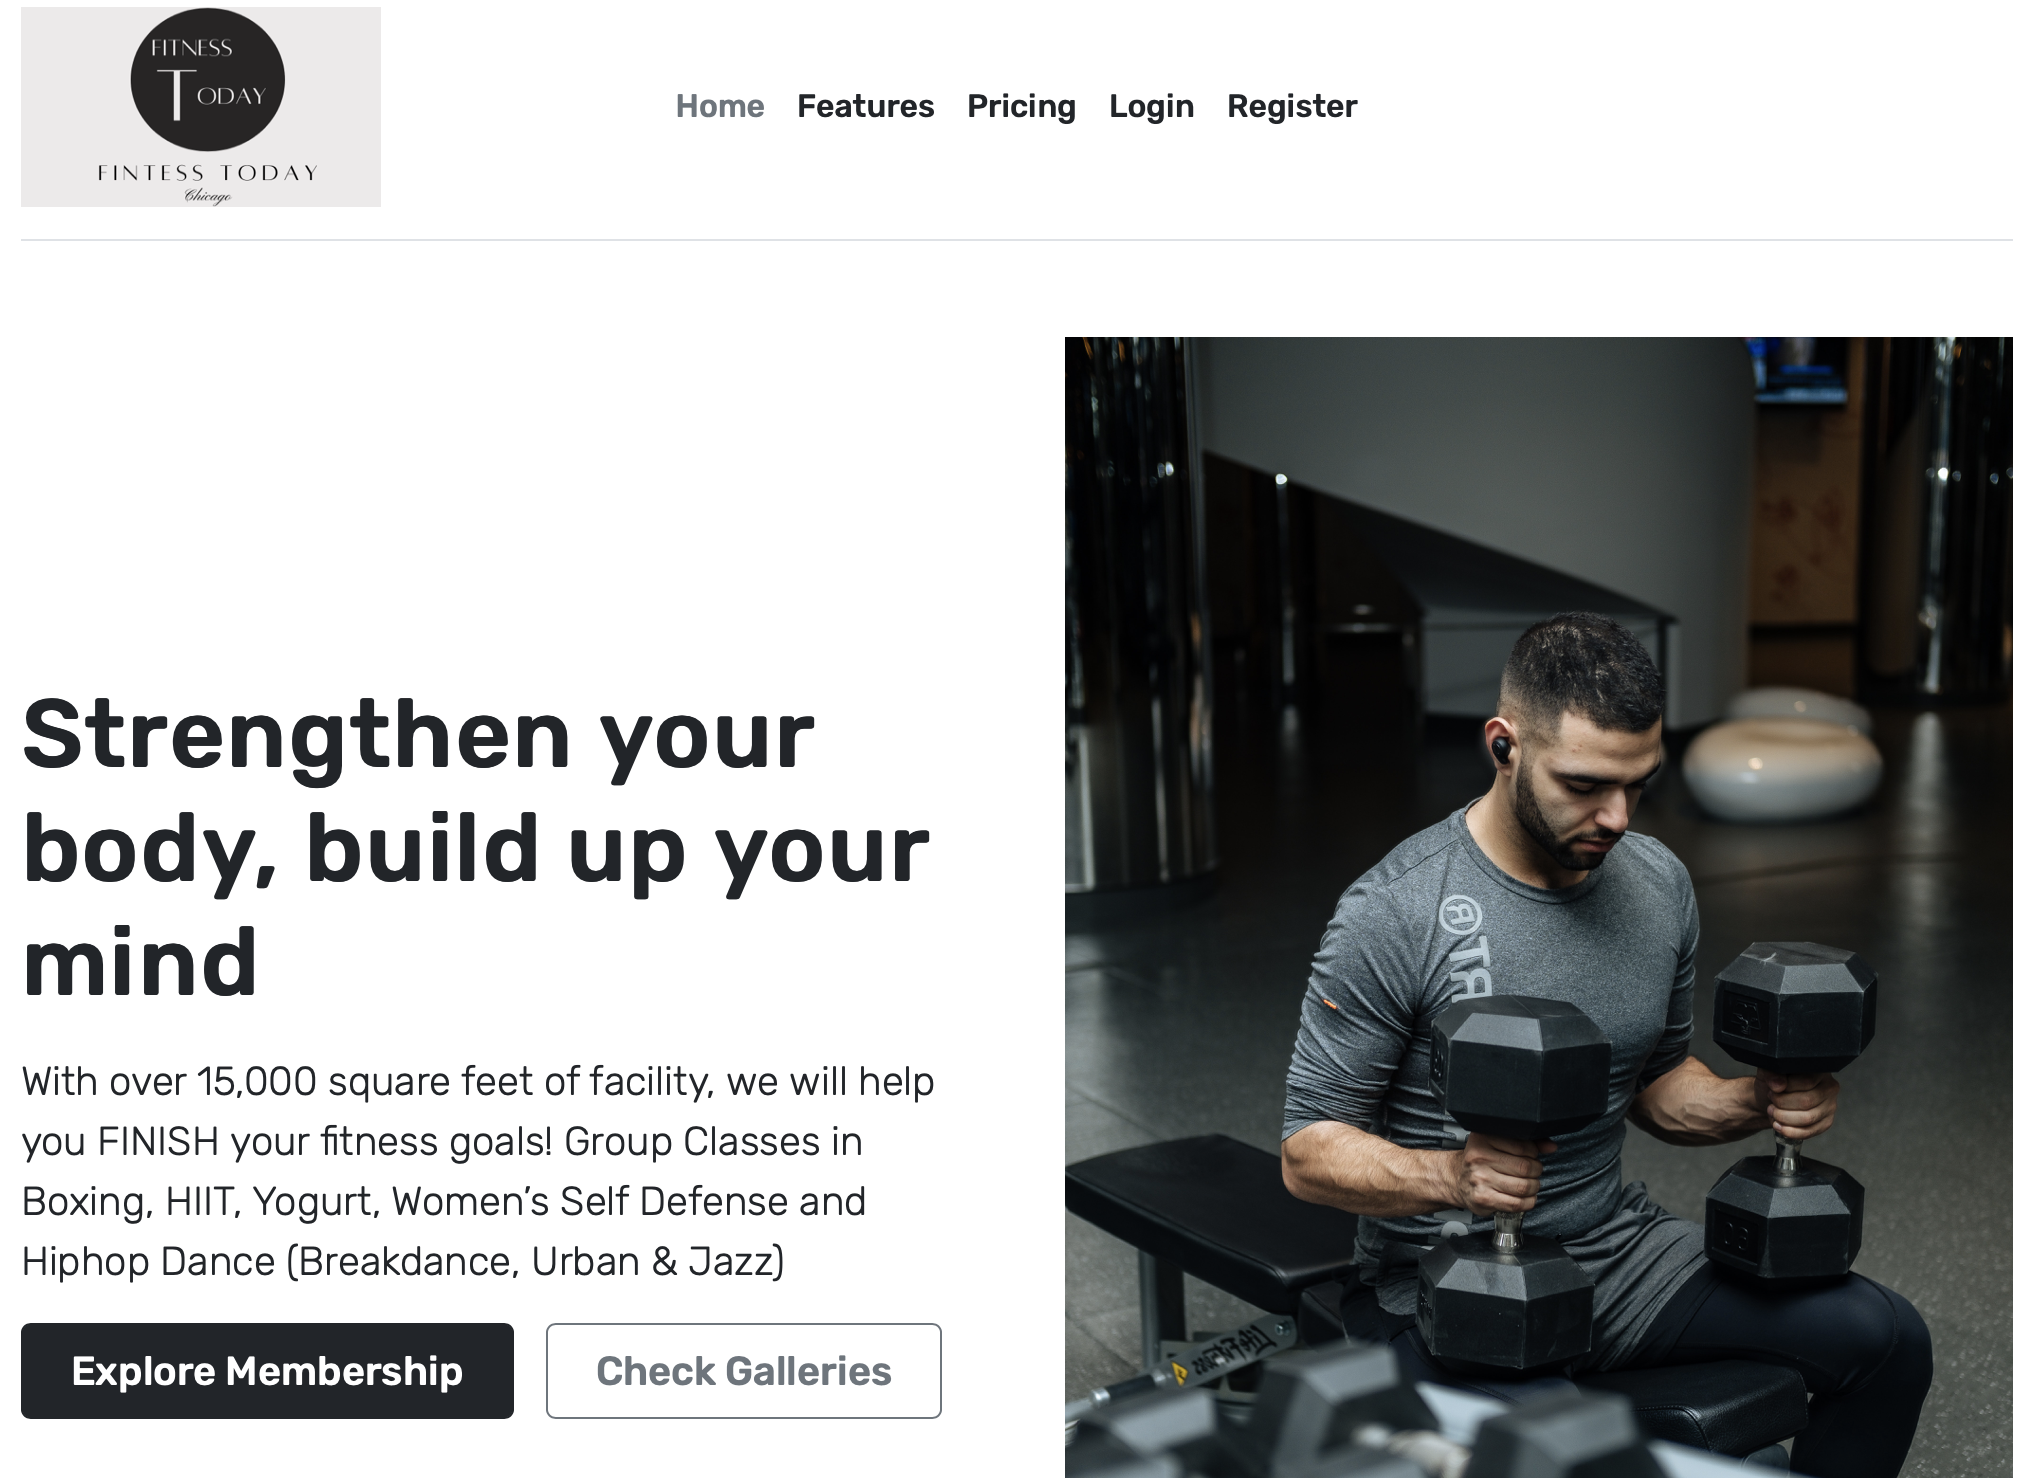 FITNESS
TODAY
FINTESS TODAY
Chicago
Home Features Pricing Login Register
Strengthen your
body, build up your
mind
With over 15,000 square feet of facility, we will help
you FINISH your fitness goals! Group Classes in
Boxing, HIIT, Yogurt, Women’s Self Defense and
Hiphop Dance (Breakdance, Urban & Jazz)
Explore Membership Check Galleries